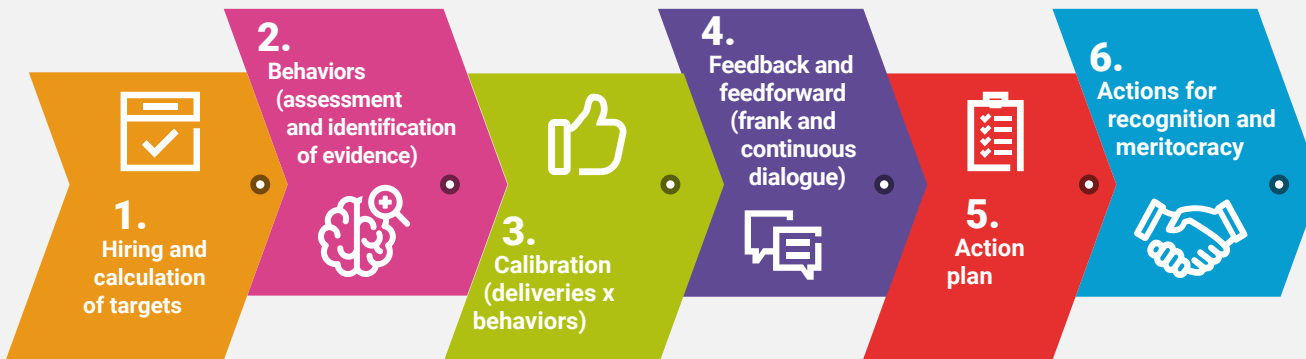 1.
Hiring and
calculation
of targets
2.
Behaviors
(assessment
and identification
of evidence)
3.
Calibration
(deliveries x
behaviors)
4.
Feedback and
feedforward
(frank and
continuous
dialogue)
5.
Action
plan
6.
Actions for
recognition and
meritocracy